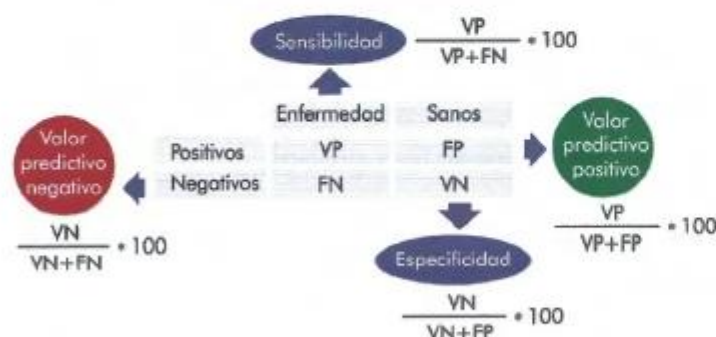 Sensibilidad
VP
VP+FN
• 100
Enfermedad Sanos
Positivos VP FP
Negativos FN VN
Valor
predictivo
negativo
VN
VN+FN
• 100
Valor
predictivo
positivo
VP
VP+FP
• 100
Especificidad
VN
VN+FP
• 100